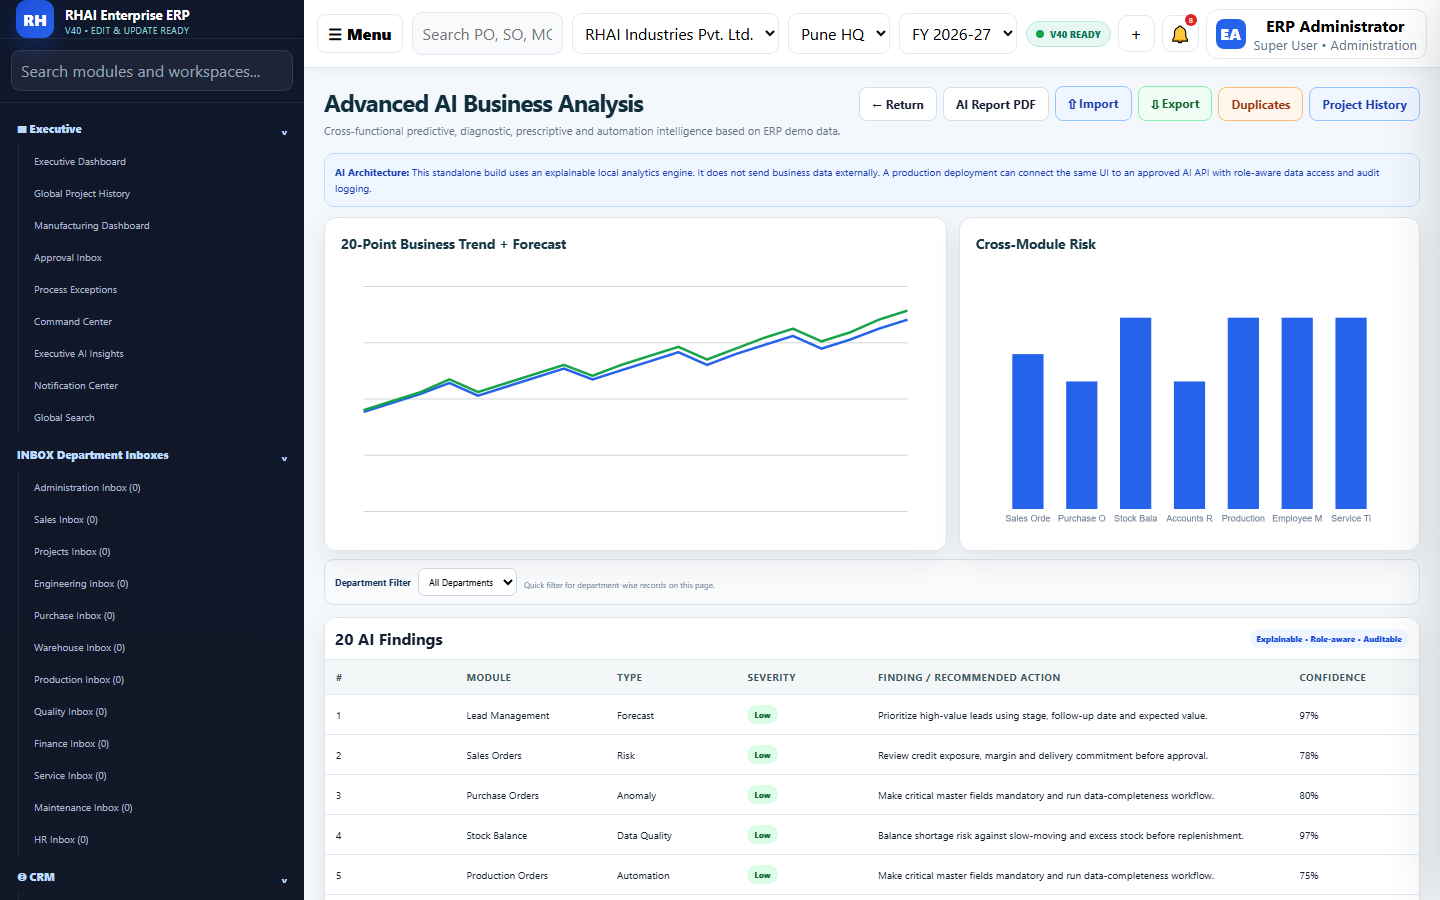 RH
RHAI Enterprise ERP
V40 • EDIT & UPDATE READY
Search modules and workspaces...
Executive
Executive Dashboard
Global Project History
Manufacturing Dashboard
Approval Inbox
Process Exceptions
Command Center
Executive AI Insights
Notification Center
Global Search
INBOX Department Inboxes
Administration Inbox (0)
Sales Inbox (0)
Projects Inbox (0)
Engineering Inbox (0)
Purchase Inbox (0)
Warehouse Inbox (0)
Production Inbox (0)
Quality Inbox (0)
Finance Inbox (0)
Service Inbox (0)
Maintenance Inbox (0)
HR Inbox (0)
CRM
☰ Menu
Search PO, SO, MC
RHAI Industries Pvt. Ltd.
Pune HQ
FY 2026-27
V40 READY
+
8
EA
ERP Administrator
Super User • Administration
Advanced AI Business Analysis
Cross-functional predictive, diagnostic, prescriptive and automation intelligence based on ERP demo data.
← Return
AI Report PDF
⇧ Import
⇩ Export
Duplicates
Project History
AI Architecture: This standalone build uses an explainable local analytics engine. It does not send business data externally. A production deployment can connect the same UI to an approved AI API with role-aware data access and audit
logging.
20-Point Business Trend + Forecast
Cross-Module Risk
Sales Orde Purchase O Stock Bala Accounts R Production Employee M Service Ti
Department Filter
All Departments
Quick filter for department-wise records on this page.
20 AI Findings
Explainable • Role-aware • Auditable
# MODULE TYPE SEVERITY FINDING / RECOMMENDED ACTION CONFIDENCE
1 Lead Management Forecast Low Prioritize high-value leads using stage, follow-up date and expected value. 97%
2 Sales Orders Risk Low Review credit exposure, margin and delivery commitment before approval. 78%
3 Purchase Orders Anomaly Low Make critical master fields mandatory and run data-completeness workflow. 80%
4 Stock Balance Data Quality Low Balance shortage risk against slow-moving and excess stock before replenishment. 97%
5 Production Orders Automation Low Make critical master fields mandatory and run data-completeness workflow. 75%